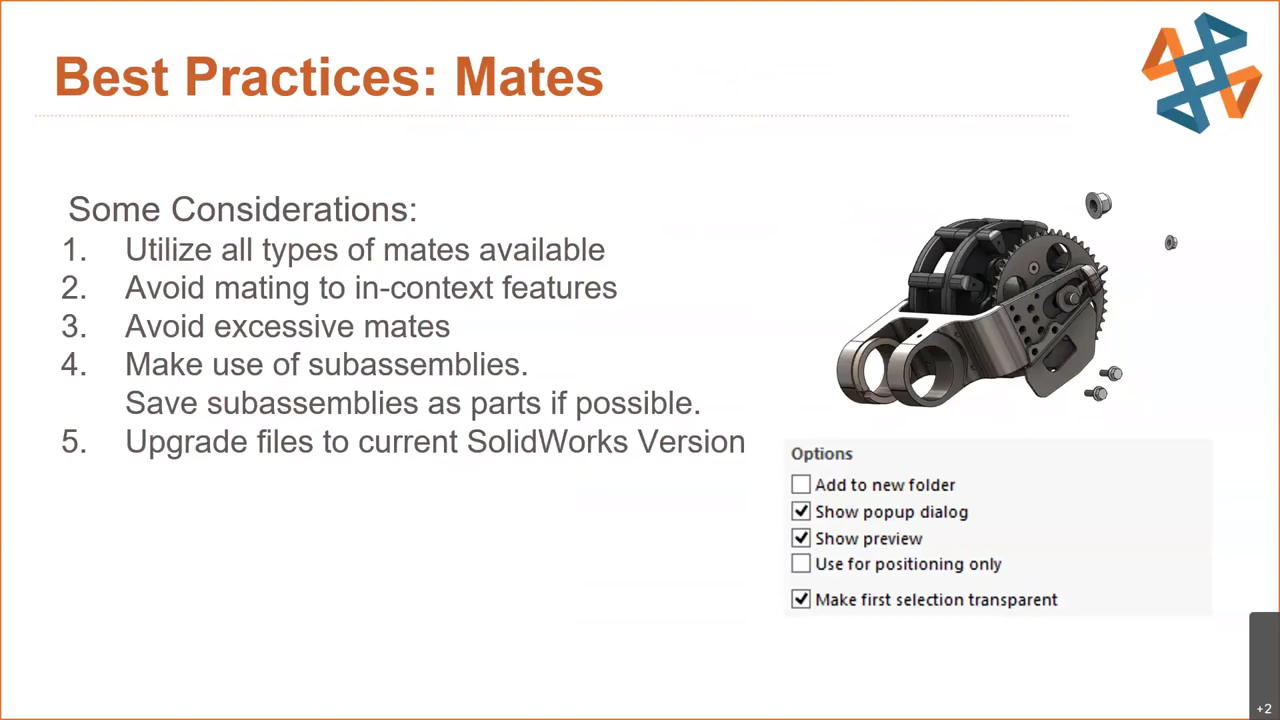 Best Practices: Mates
Some Considerations:
1. Utilize all types of mates available
2. Avoid mating to in-context features
3. Avoid excessive mates
4. Make use of subassemblies.
Save subassemblies as parts if possible.
5. Upgrade files to current SolidWorks Version
Options
Add to new folder
Show popup dialog
Show preview
Use for positioning only
Make first selection transparent
+2